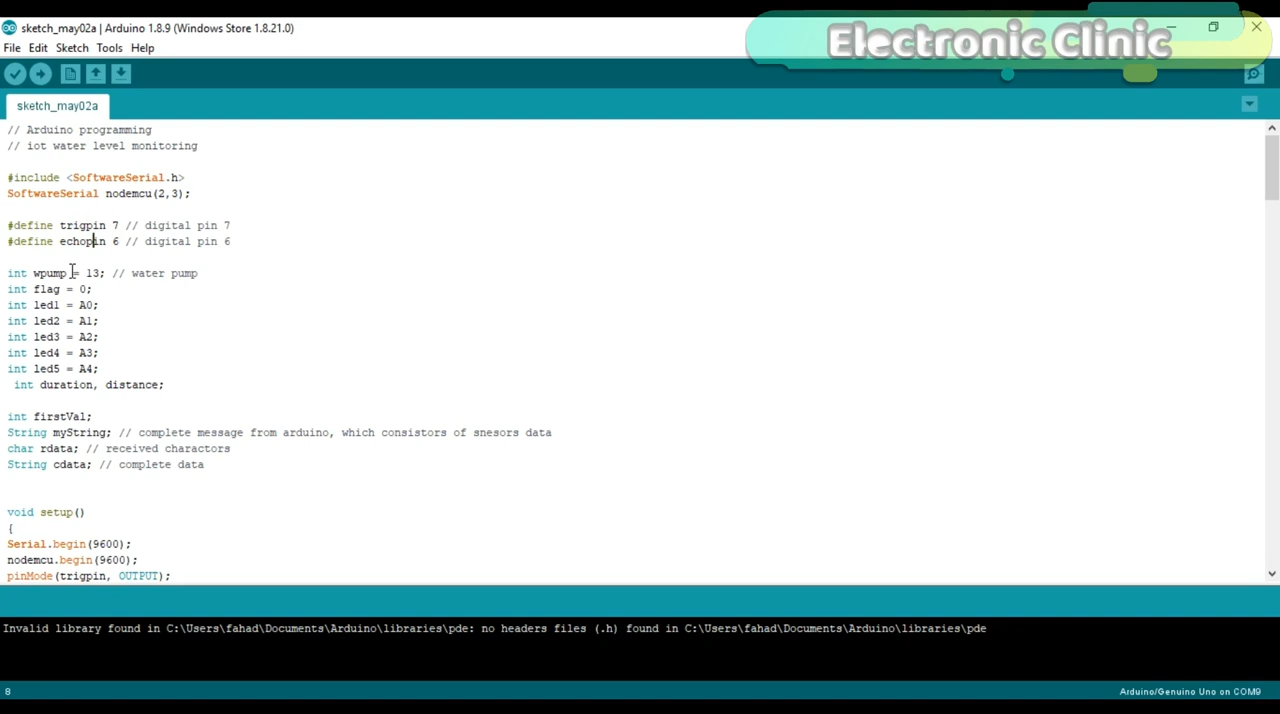 sketch_may02a | Arduino 1.8.9 (Windows Store 1.8.21.0)
Electronic Clinic
File Edit Sketch Tools Help
sketch_may02a
// Arduino programming
// iot water level monitoring
#include <SoftwareSerial.h>
SoftwareSerial nodemcu(2,3);
#define trigpin 7 // digital pin 7
#define echopin 6 // digital pin 6
int wpump = 13; // water pump
int flag = 0;
int led1 = A0;
int led2 = A1;
int led3 = A2;
int led4 = A3;
int led5 = A4;
int duration, distance;
int firstVal;
String myString; // complete message from arduino, which consistors of snesors data
char rdata; // received charactors
String cdata; // complete data
void setup()
{
Serial.begin(9600);
nodemcu.begin(9600);
pinMode(trigpin, OUTPUT);
Invalid library found in C:\Users\fahad\Documents\Arduino\libraries\pde: no headers files (.h) found in C:\Users\fahad\Documents\Arduino\libraries\pde
8
Arduino/Genuino Uno on COM9